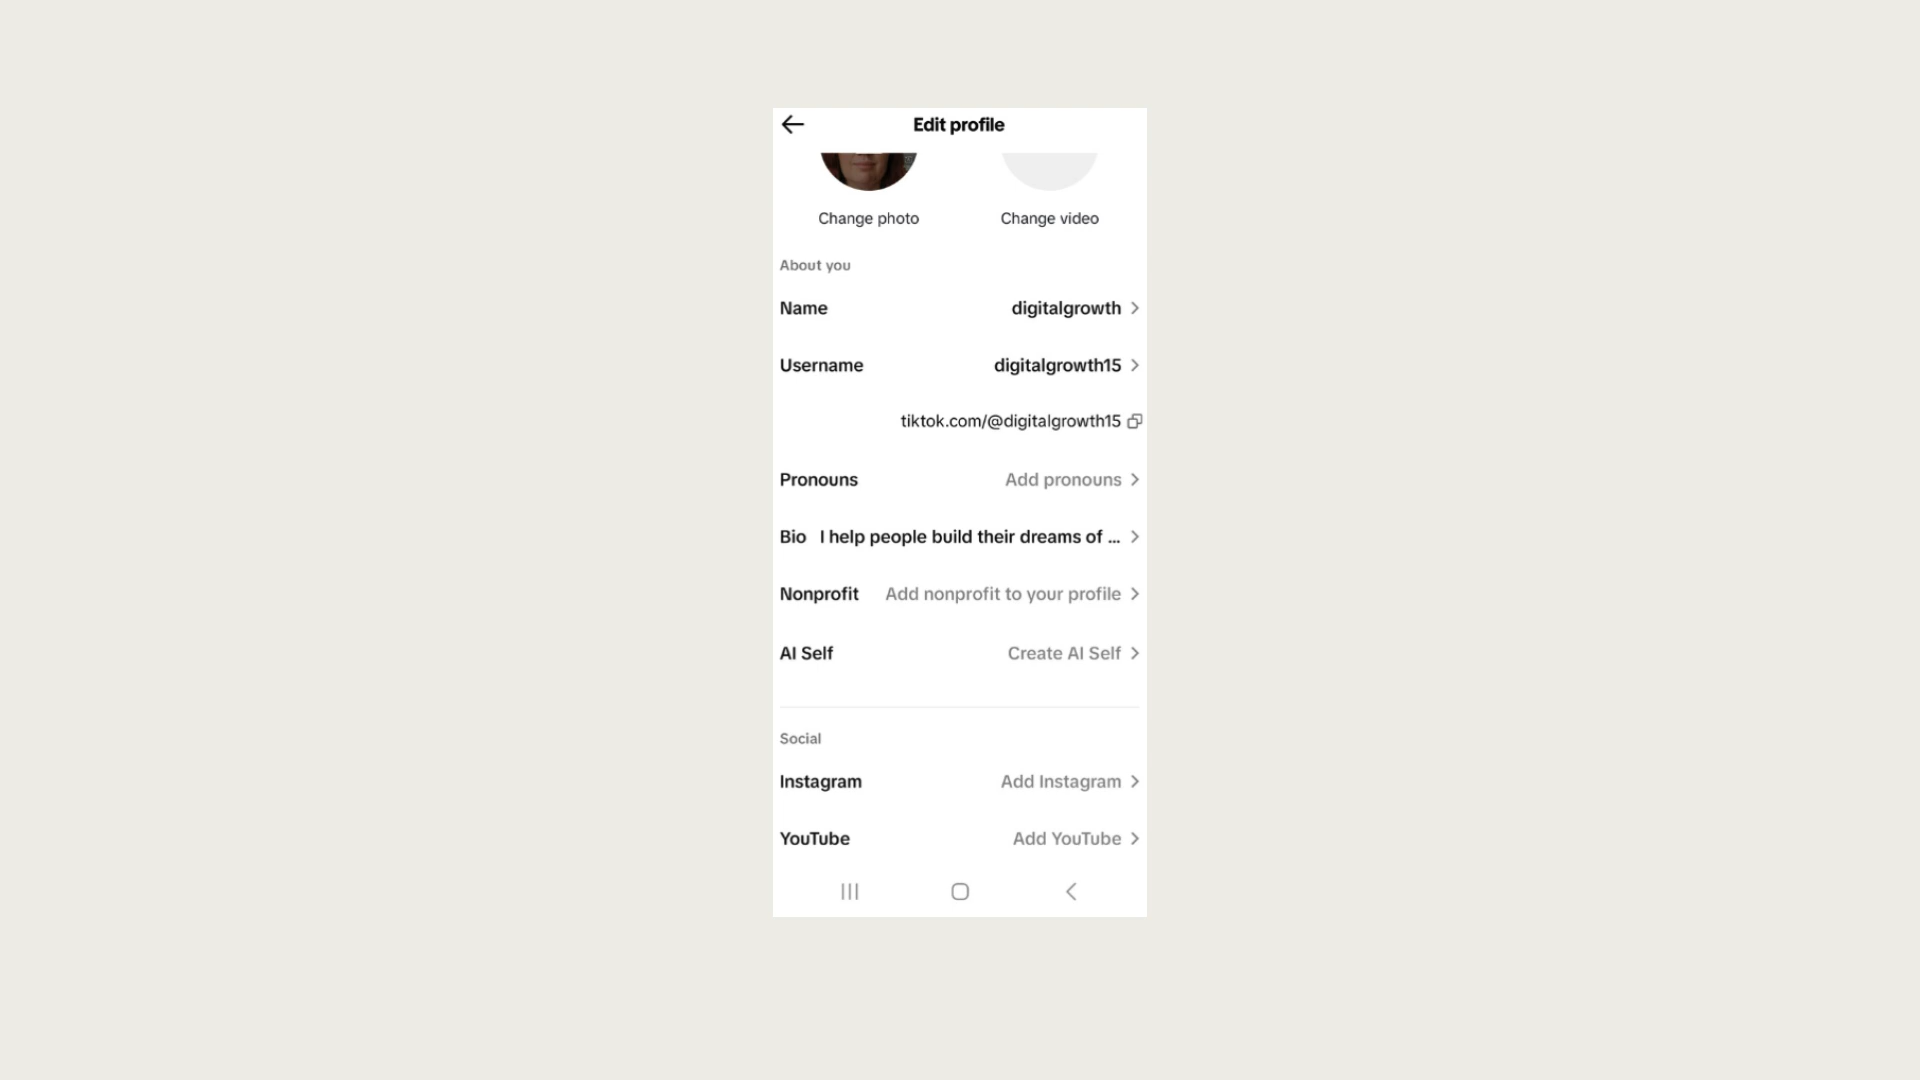 Edit profile
Change photo
Change video
About you
Name digitalgrowth
Username digitalgrowth15
tiktok.com/@digitalgrowth15
Pronouns Add pronouns
Bio I help people build their dreams of ...
Nonprofit Add nonprofit to your profile
AI Self Create AI Self
Social
Instagram Add Instagram
YouTube Add YouTube